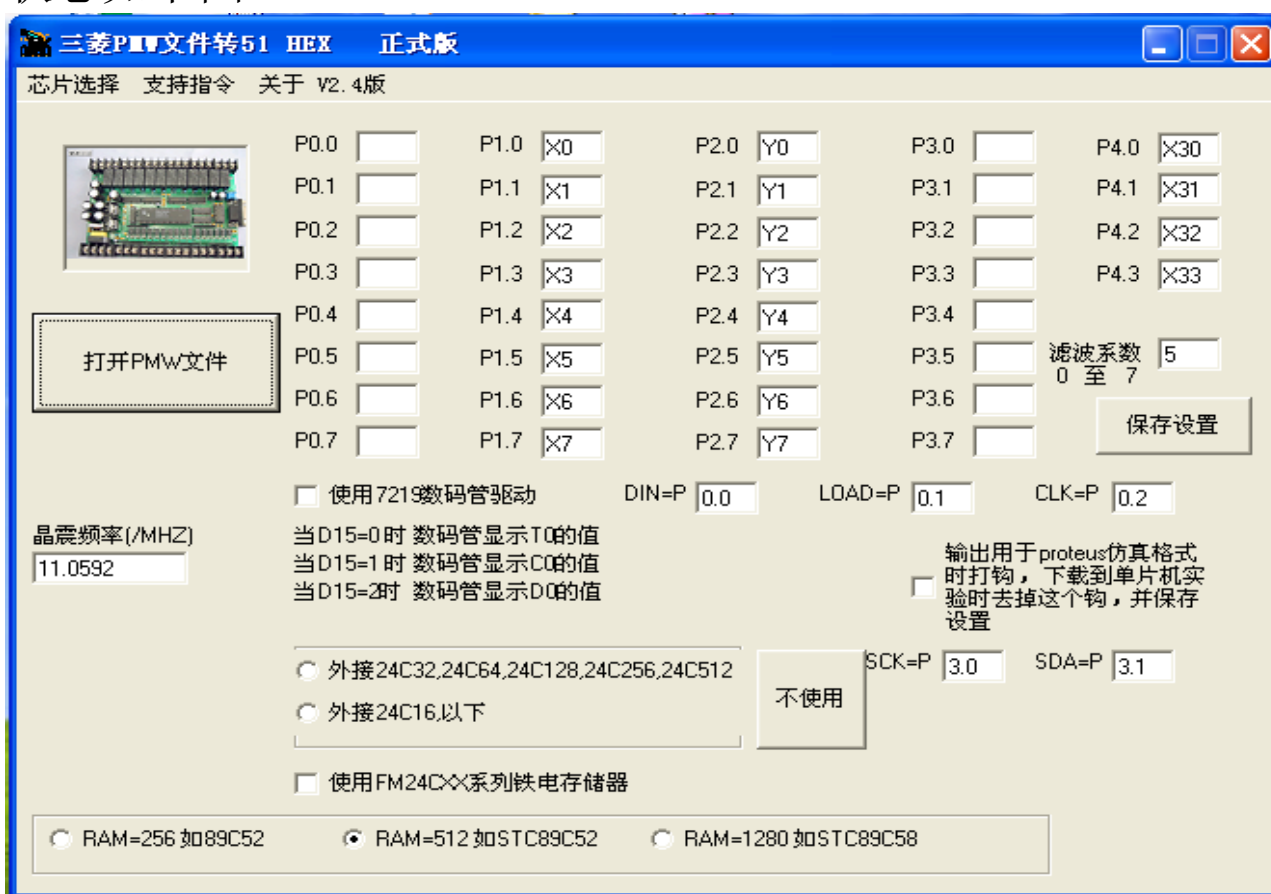 三菱PMW文件转51 HEX 正式版
芯片选择 支持指令 关于 V2.4版
P0.0 P1.0 X0 P2.0 Y0 P3.0 P4.0 X30
P0.1 P1.1 X1 P2.1 Y1 P3.1 P4.1 X31
P0.2 P1.2 X2 P2.2 Y2 P3.2 P4.2 X32
P0.3 P1.3 X3 P2.3 Y3 P3.3 P4.3 X33
P0.4 P1.4 X4 P2.4 Y4 P3.4
打开PMW文件 P0.5 P1.5 X5 P2.5 Y5 P3.5 滤波系数 5
0 至 7
P0.6 P1.6 X6 P2.6 Y6 P3.6
保存设置
P0.7 P1.7 X7 P2.7 Y7 P3.7
使用7219数码管驱动 DIN=P 0.0 LOAD=P 0.1 CLK=P 0.2
晶震频率(/MHZ)
11.0592
当D15=0时 数码管显示T0的值
当D15=1时 数码管显示C0的值
当D15=2时 数码管显示D0的值
输出用于proteus仿真格式
时打钩，下载到单片机实
验时去掉这个钩，并保存
设置
外接24C32,24C64,24C128,24C256,24C512
外接24C16,以下
不使用
SCK=P 3.0 SDA=P 3.1
使用FM24CXX系列铁电存储器
RAM=256 如89C52 RAM=512 如STC89C52 RAM=1280 如STC89C58